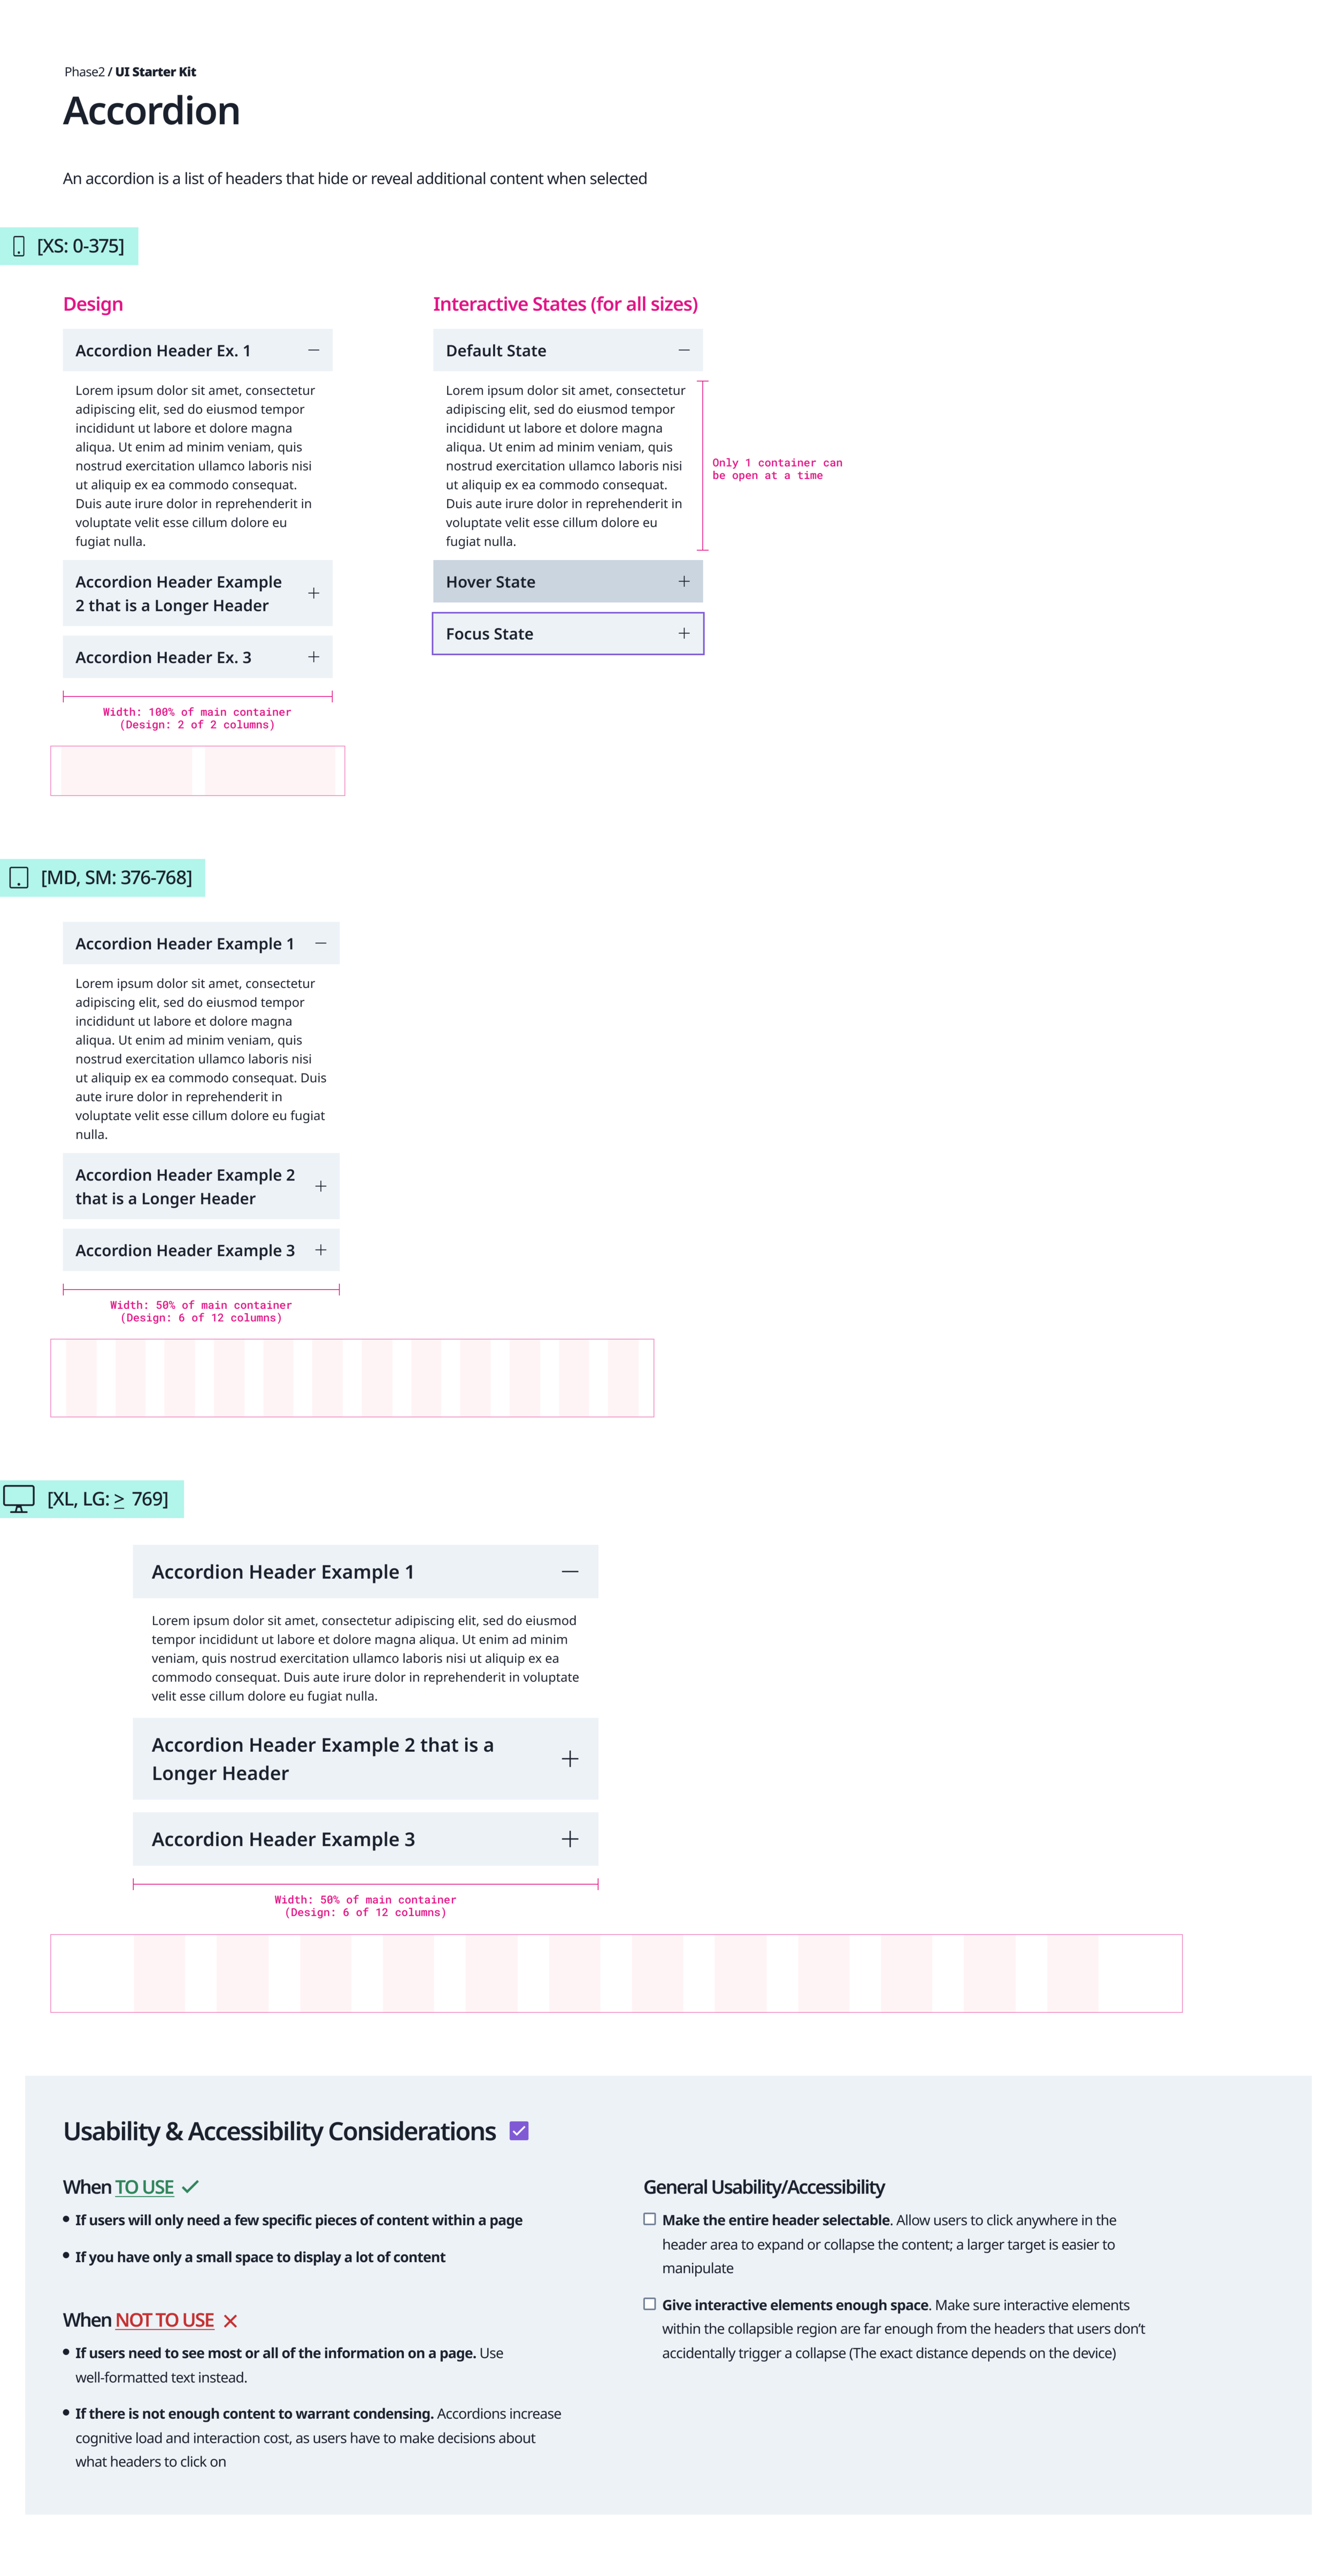 Phase2 / UI Starter Kit
Accordion
An accordion is a list of headers that hide or reveal additional content when selected
[XS: 0-375]
Design
Accordion Header Ex. 1
Lorem ipsum dolor sit amet, consectetur
adipiscing elit, sed do eiusmod tempor
incididunt ut labore et dolore magna
aliqua. Ut enim ad minim veniam, quis
nostrud exercitation ullamco laboris nisi
ut aliquip ex ea commodo consequat.
Duis aute irure dolor in reprehenderit in
voluptate velit esse cillum dolore eu
fugiat nulla.
Accordion Header Example
2 that is a Longer Header
Accordion Header Ex. 3
Width: 100% of main container
(Design: 2 of 2 columns)
Interactive States (for all sizes)
Default State
Lorem ipsum dolor sit amet, consectetur
adipiscing elit, sed do eiusmod tempor
incididunt ut labore et dolore magna
aliqua. Ut enim ad minim veniam, quis
nostrud exercitation ullamco laboris nisi
ut aliquip ex ea commodo consequat.
Duis aute irure dolor in reprehenderit in
voluptate velit esse cillum dolore eu
fugiat nulla.
Only 1 container can
be open at a time
Hover State
Focus State
[MD, SM: 376-768]
Accordion Header Example 1
Lorem ipsum dolor sit amet, consectetur
adipiscing elit, sed do eiusmod tempor
incididunt ut labore et dolore magna
aliqua. Ut enim ad minim veniam, quis
nostrud exercitation ullamco laboris nisi
ut aliquip ex ea commodo consequat. Duis
aute irure dolor in reprehenderit in
voluptate velit esse cillum dolore eu fugiat
nulla.
Accordion Header Example 2
that is a Longer Header
Accordion Header Example 3
Width: 50% of main container
(Design: 6 of 12 columns)
[XL, LG: > 769]
Accordion Header Example 1
Lorem ipsum dolor sit amet, consectetur adipiscing elit, sed do eiusmod
tempor incididunt ut labore et dolore magna aliqua. Ut enim ad minim
veniam, quis nostrud exercitation ullamco laboris nisi ut aliquip ex ea
commodo consequat. Duis aute irure dolor in reprehenderit in voluptate
velit esse cillum dolore eu fugiat nulla.
Accordion Header Example 2 that is a
Longer Header
Accordion Header Example 3
Width: 50% of main container
(Design: 6 of 12 columns)
Usability & Accessibility Considerations
When TO USE
• If users will only need a few specific pieces of content within a page
• If you have only a small space to display a lot of content
When NOT TO USE
• If users need to see most or all of the information on a page. Use
well-formatted text instead.
• If there is not enough content to warrant condensing. Accordions increase
cognitive load and interaction cost, as users have to make decisions about
what headers to click on
General Usability/Accessibility
Make the entire header selectable. Allow users to click anywhere in the
header area to expand or collapse the content; a larger target is easier to
manipulate
Give interactive elements enough space. Make sure interactive elements
within the collapsible region are far enough from the headers that users don't
accidentally trigger a collapse (The exact distance depends on the device)